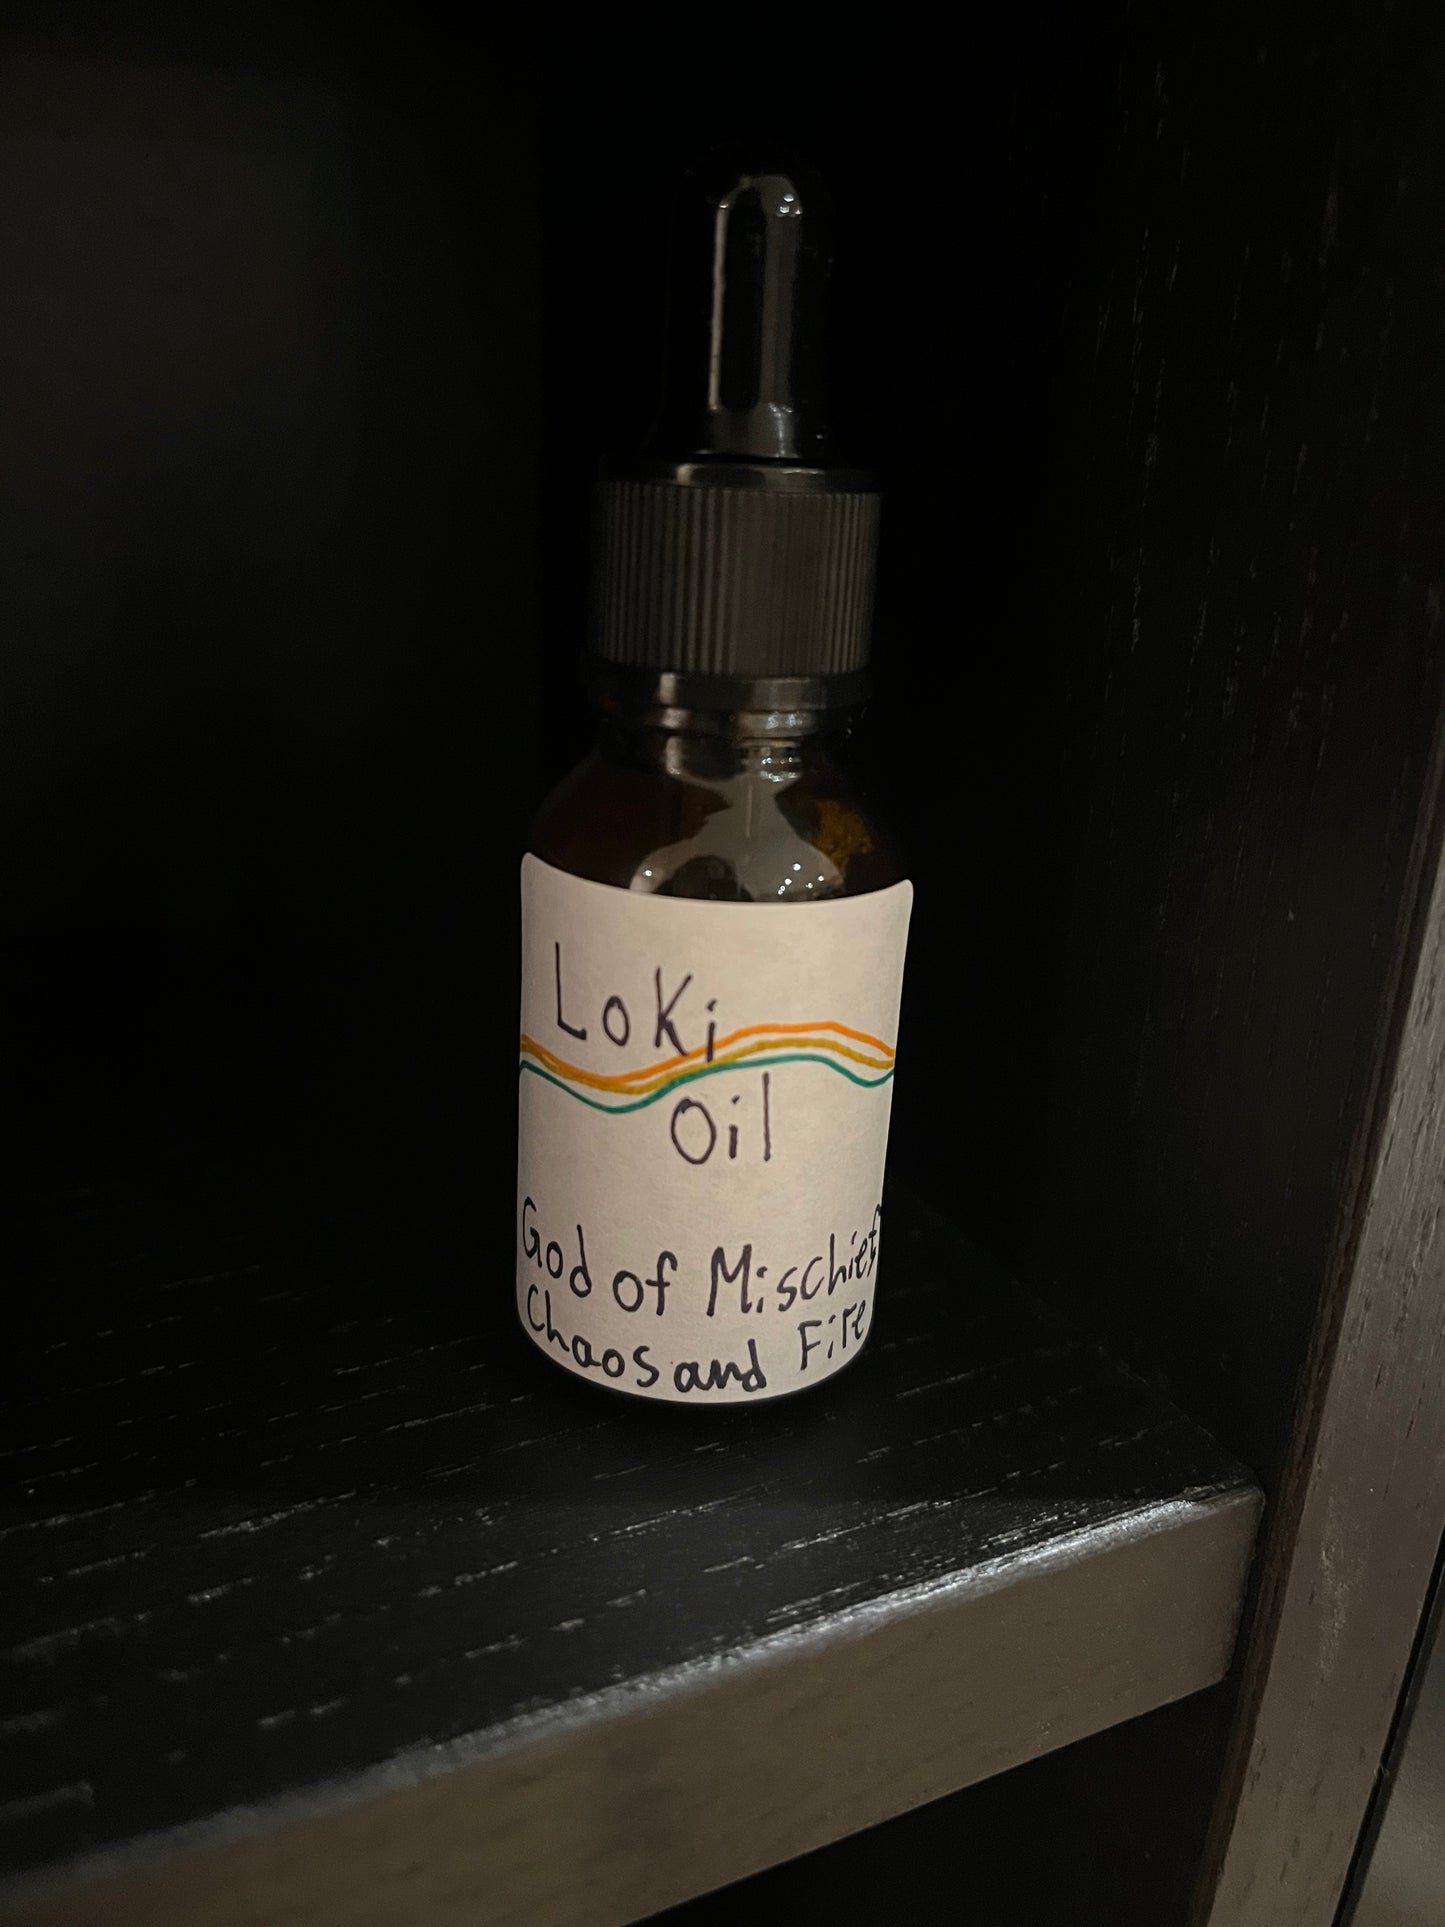 Loki
Oil
God of Mischief
Chaos and Fire